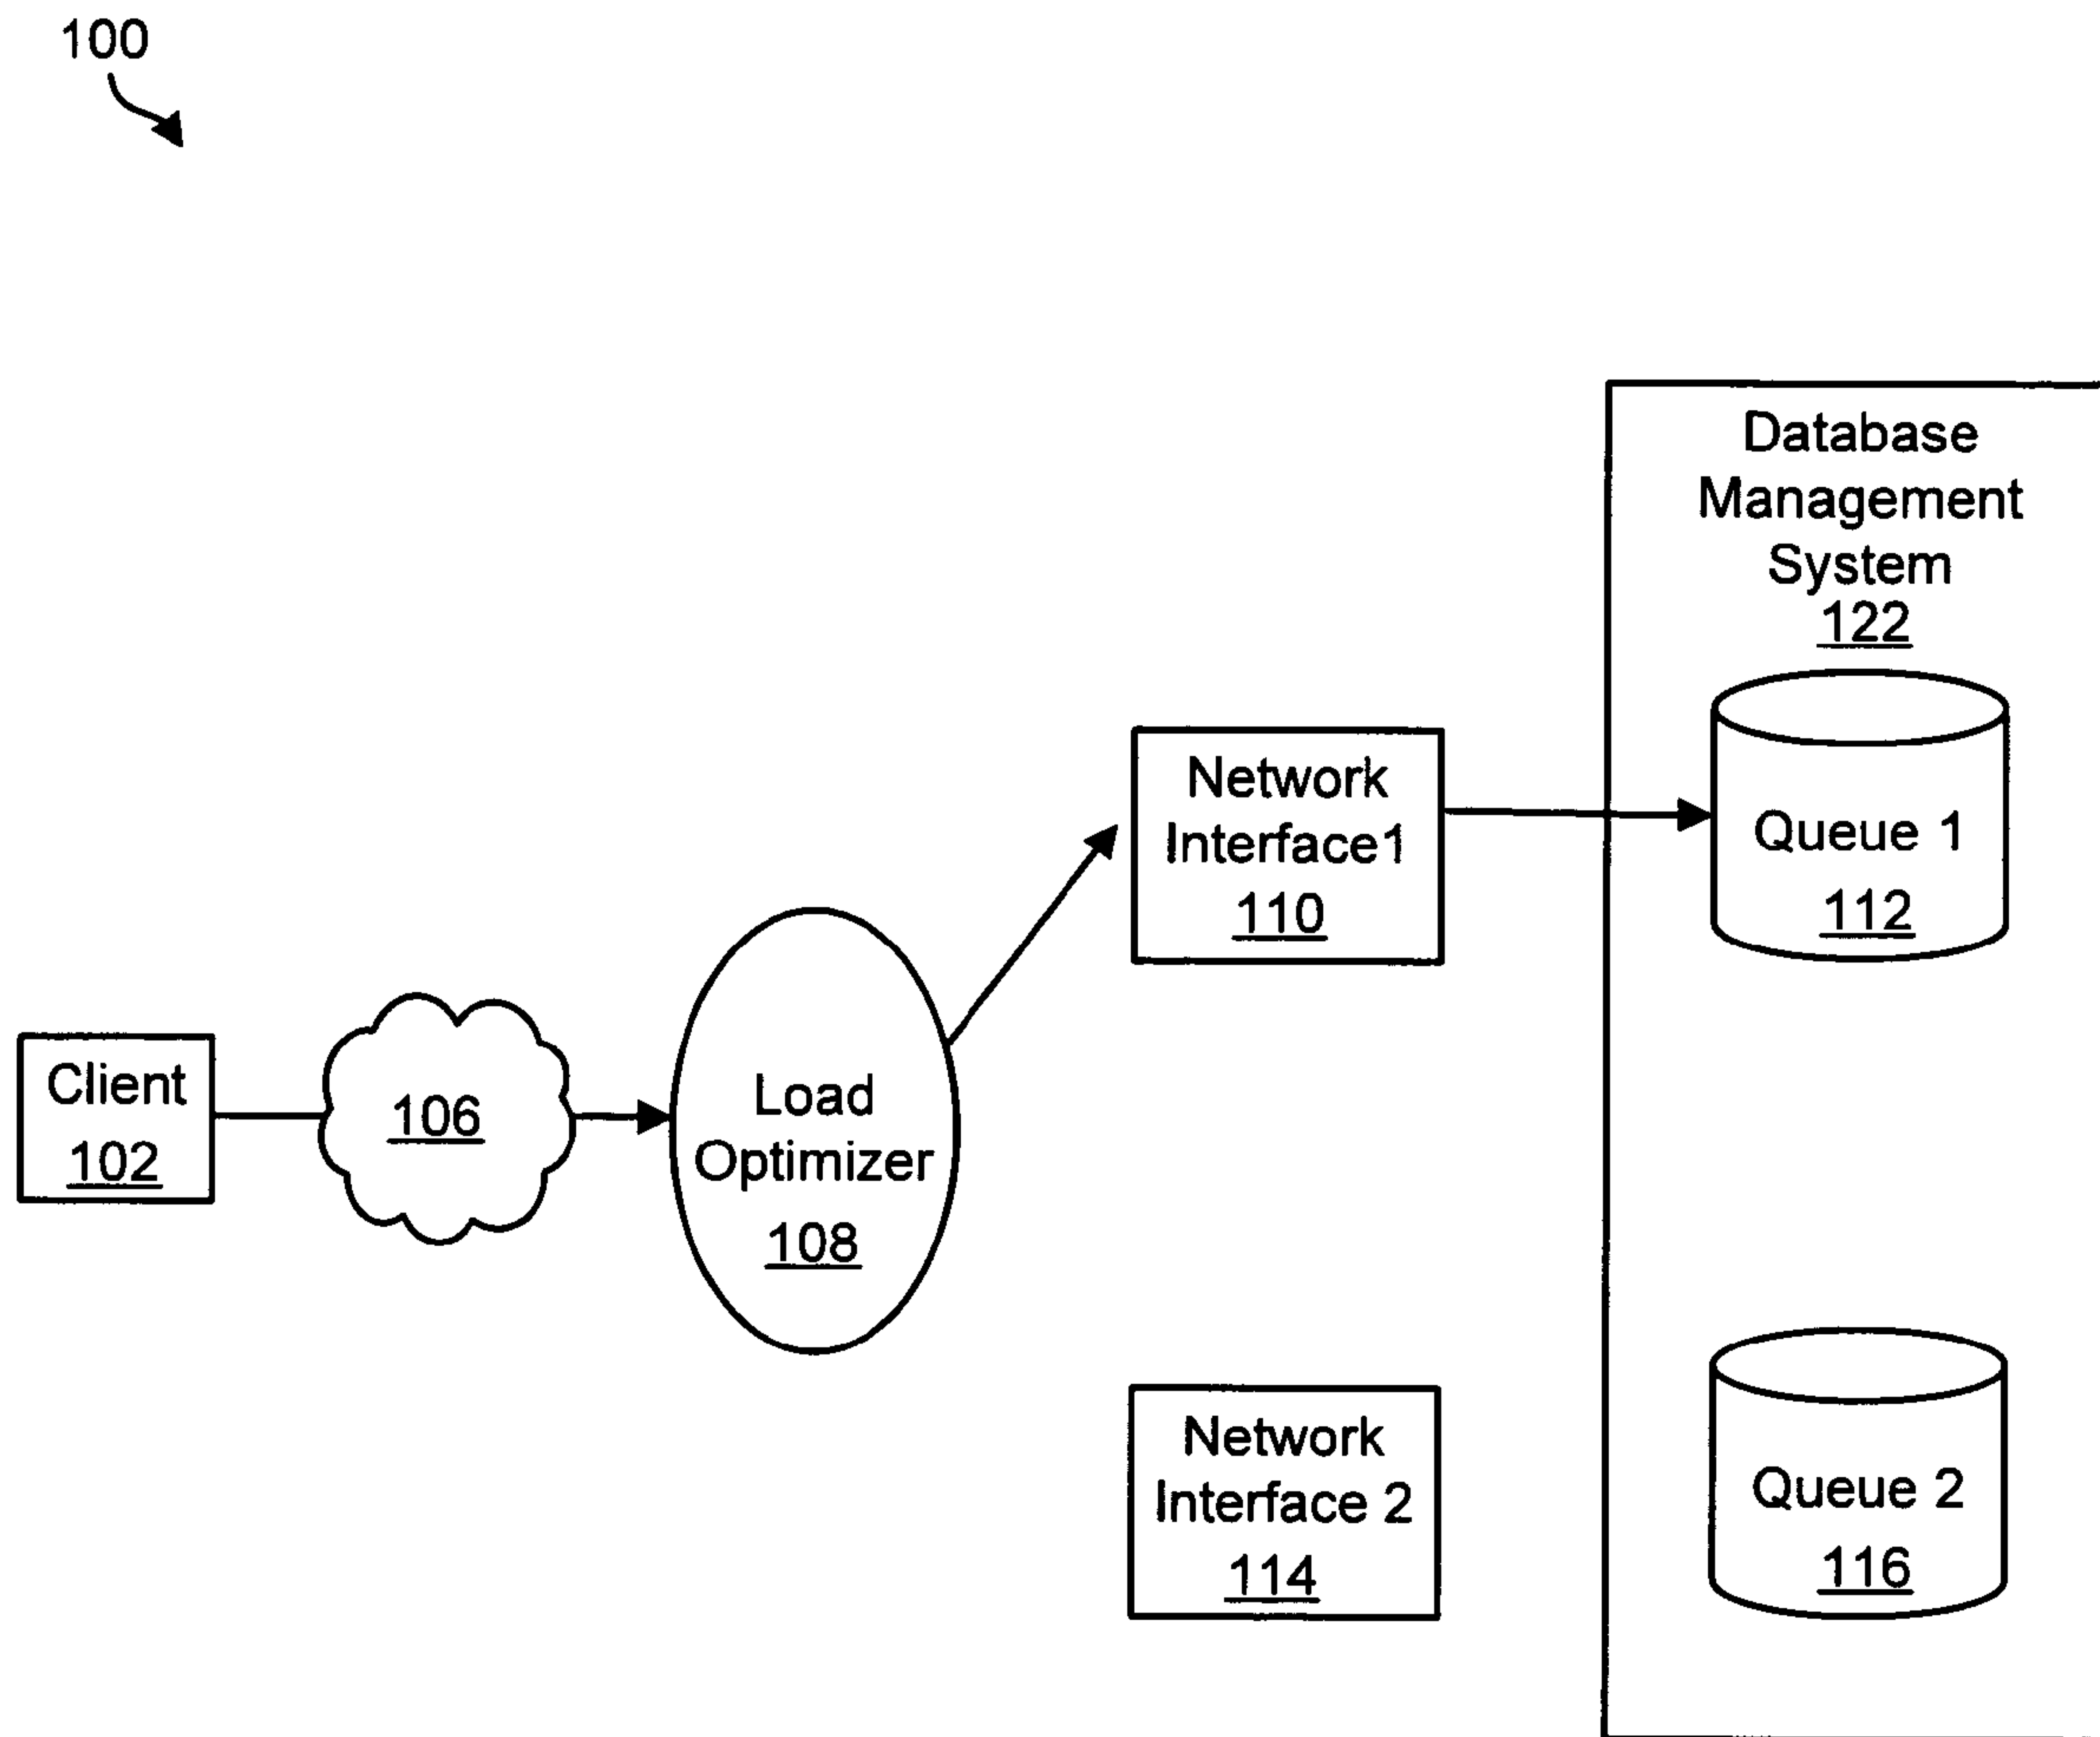 100
Database
Management
System
122
Network
Interface1
110
Queue 1
112
Client
102
106
Load
Optimizer
108
Network
Interface 2
114
Queue 2
116